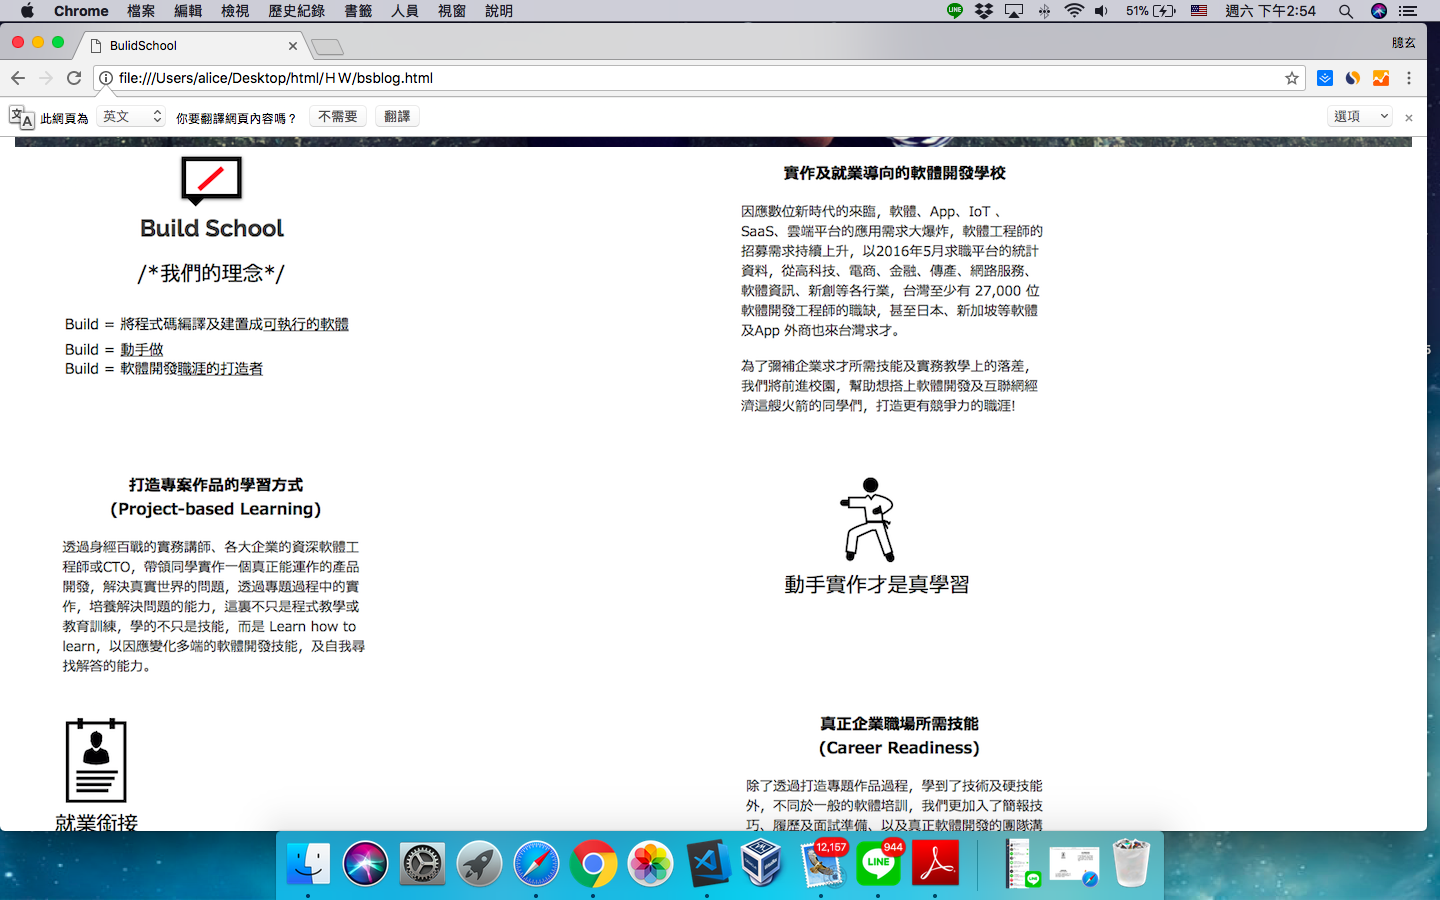 Chrome 檔案 編輯 檢視 歷史紀錄 書籤 人員 視窗 說明 LINE 51% 週六 下午2:54
BulidSchool
臆玄
file:///Users/alice/Desktop/html/HW/bsblog.html
文A 此網頁為 英文 你要翻譯網頁內容嗎? 不需要 翻譯 選項
Build School
/*我們的理念*/
Build = 將程式碼編譯及建置成可執行的軟體
Build = 動手做
Build = 軟體開發職涯的打造者
實作及就業導向的軟體開發學校
因應數位新時代的來臨，軟體、App、IoT 、
SaaS、雲端平台的應用需求大爆炸，軟體工程師的
招募需求持續上升，以2016年5月求職平台的統計
資料，從高科技、電商、金融、傳產、網路服務、
軟體資訊、新創等各行業，台灣至少有 27,000 位
軟體開發工程師的職缺，甚至日本、新加坡等軟體
及App 外商也來台灣求才。
為了彌補企業求才所需技能及實務教學上的落差，
我們將前進校園，幫助想搭上軟體開發及互聯網經
濟這艘火箭的同學們，打造更有競爭力的職涯!
打造專案作品的學習方式
(Project-based Learning)
透過身經百戰的實務講師、各大企業的資深軟體工
程師或CTO，帶領同學實作一個真正能運作的產品
開發，解決真實世界的問題，透過專題過程中的實
作，培養解決問題的能力，這裏不只是程式教學或
教育訓練，學的不只是技能，而是 Learn how to
learn，以因應變化多端的軟體開發技能，及自我尋
找解答的能力。
動手實作才是真學習
就業銜接
真正企業職場所需技能
(Career Readiness)
除了透過打造專題作品過程，學到了技術及硬技能
外，不同於一般的軟體培訓，我們更加入了簡報技
巧、履歷及面試準備、以及真正軟體開發的團隊溝
12,157
944
LINE